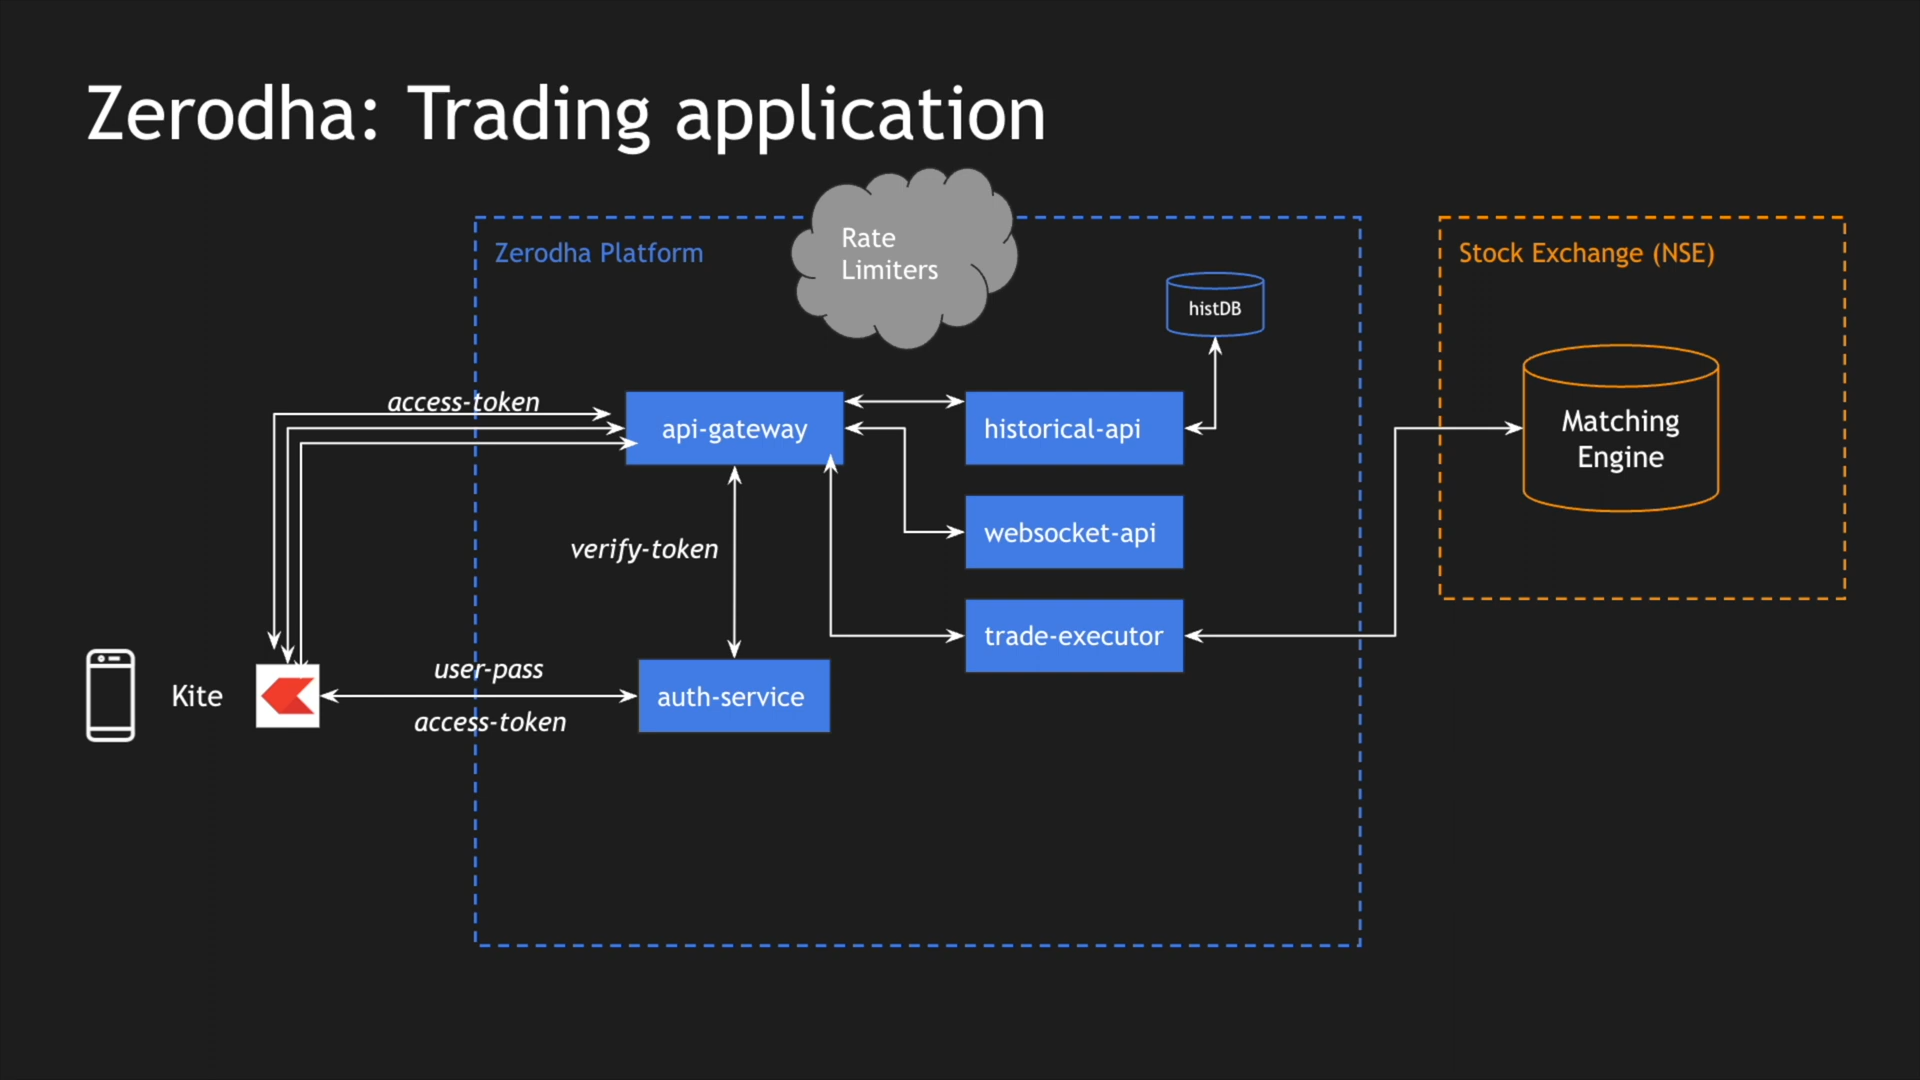 Zerodha: Trading application
Rate
Limiters
Zerodha Platform
Stock Exchange (NSE)
histDB
access-token
api-gateway
historical-api
Matching
Engine
verify-token
websocket-api
trade-executor
user-pass
Kite
auth-service
access-token